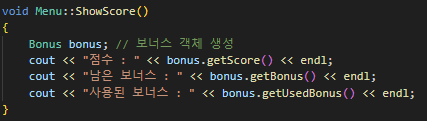 void Menu::ShowScore()
{
Bonus bonus; // 보너스 객체 생성
cout << "점수 : " << bonus.getScore() << endl;
cout << "남은 보너스 : " << bonus.getBonus() << endl;
cout << "사용된 보너스 : " << bonus.getUsedBonus() << endl;
}